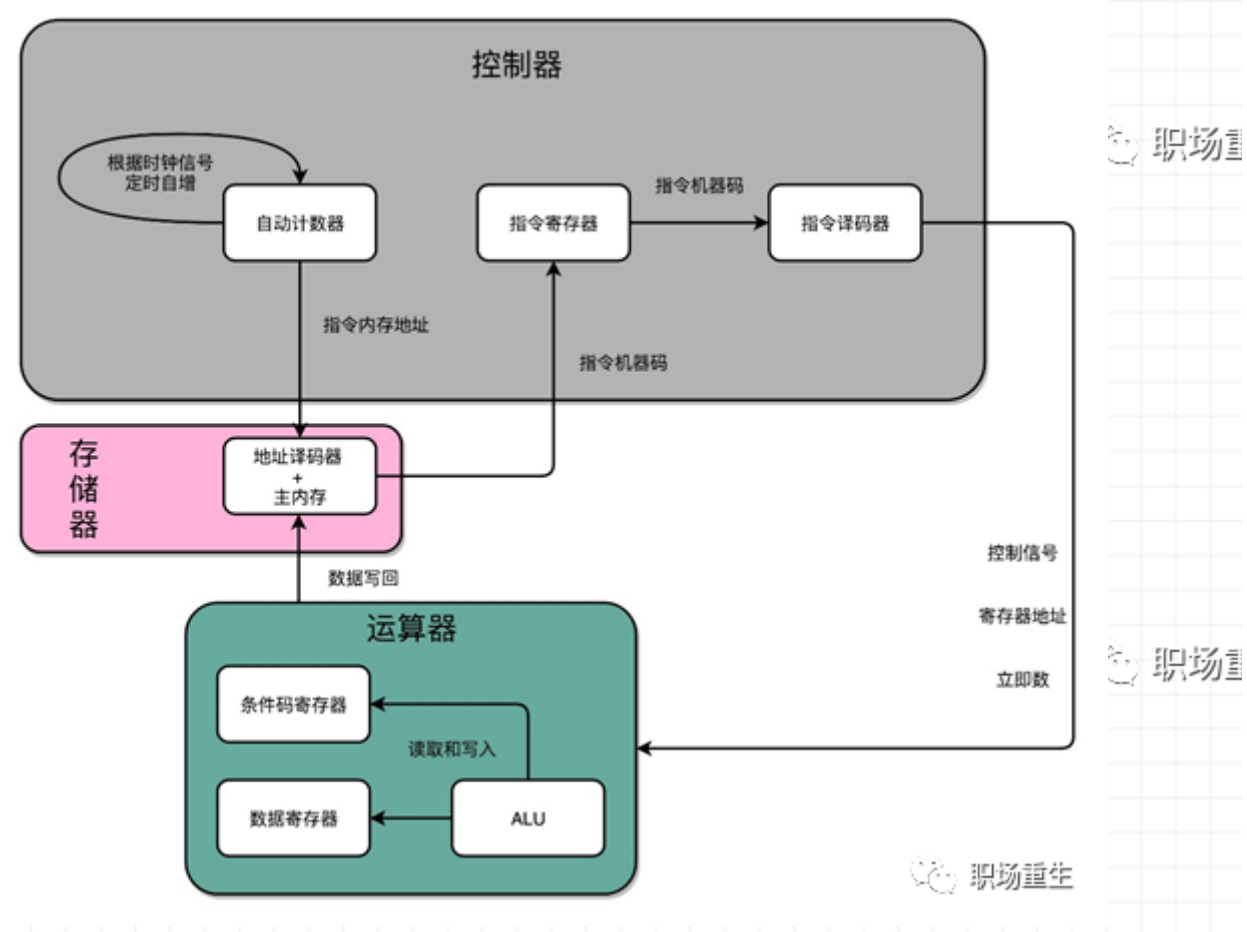 控制器
根据时钟信号
定时自增
自动计数器
指令寄存器
指令机器码
指令译码器
指令内存地址
指令机器码
存
储
器
地址译码器
+
主内存
数据写回
控制信号
寄存器地址
立即数
运算器
条件码寄存器
读取和写入
数据寄存器
ALU
职场重生
职场重
职场重